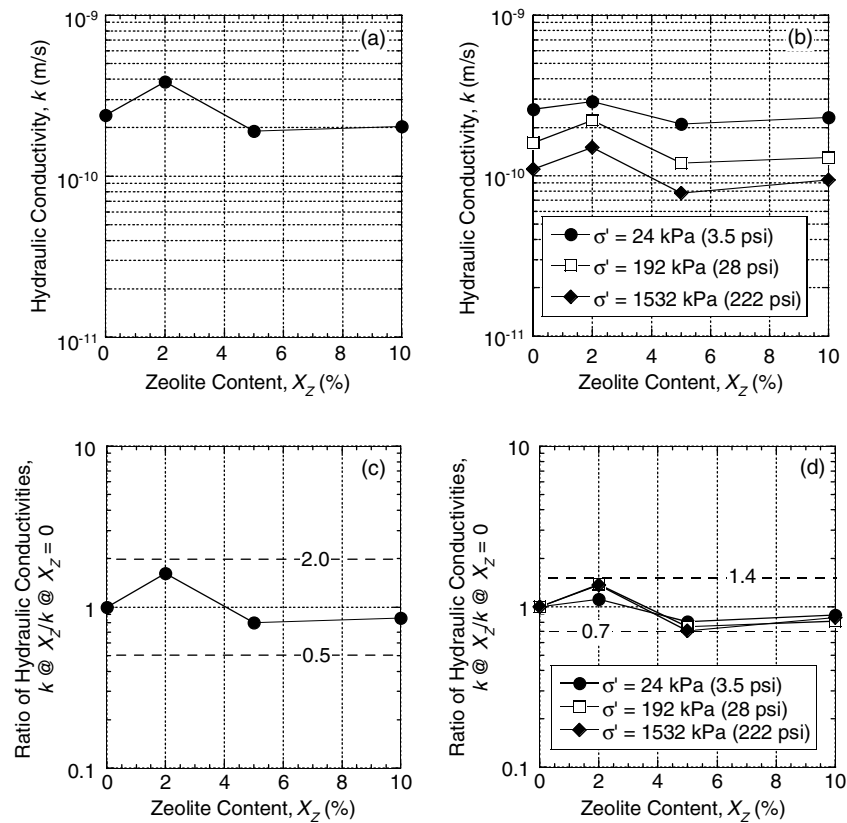 (a)
10⁻⁹
10⁻¹⁰
10⁻¹¹
Hydraulic Conductivity, k (m/s)
0 2 4 6 8 10
Zeolite Content, X_Z (%)
(b)
10⁻⁹
10⁻¹⁰
10⁻¹¹
Hydraulic Conductivity, k (m/s)
σ' = 24 kPa (3.5 psi)
σ' = 192 kPa (28 psi)
σ' = 1532 kPa (222 psi)
0 2 4 6 8 10
Zeolite Content, X_Z (%)
(c)
10
1
0.1
Ratio of Hydraulic Conductivities,
k @ X_Z/k @ X_Z = 0
2.0
0.5
0 2 4 6 8 10
Zeolite Content, X_Z (%)
(d)
10
1
0.1
Ratio of Hydraulic Conductivities,
k @ X_Z/k @ X_Z = 0
1.4
0.7
σ' = 24 kPa (3.5 psi)
σ' = 192 kPa (28 psi)
σ' = 1532 kPa (222 psi)
0 2 4 6 8 10
Zeolite Content, X_Z (%)